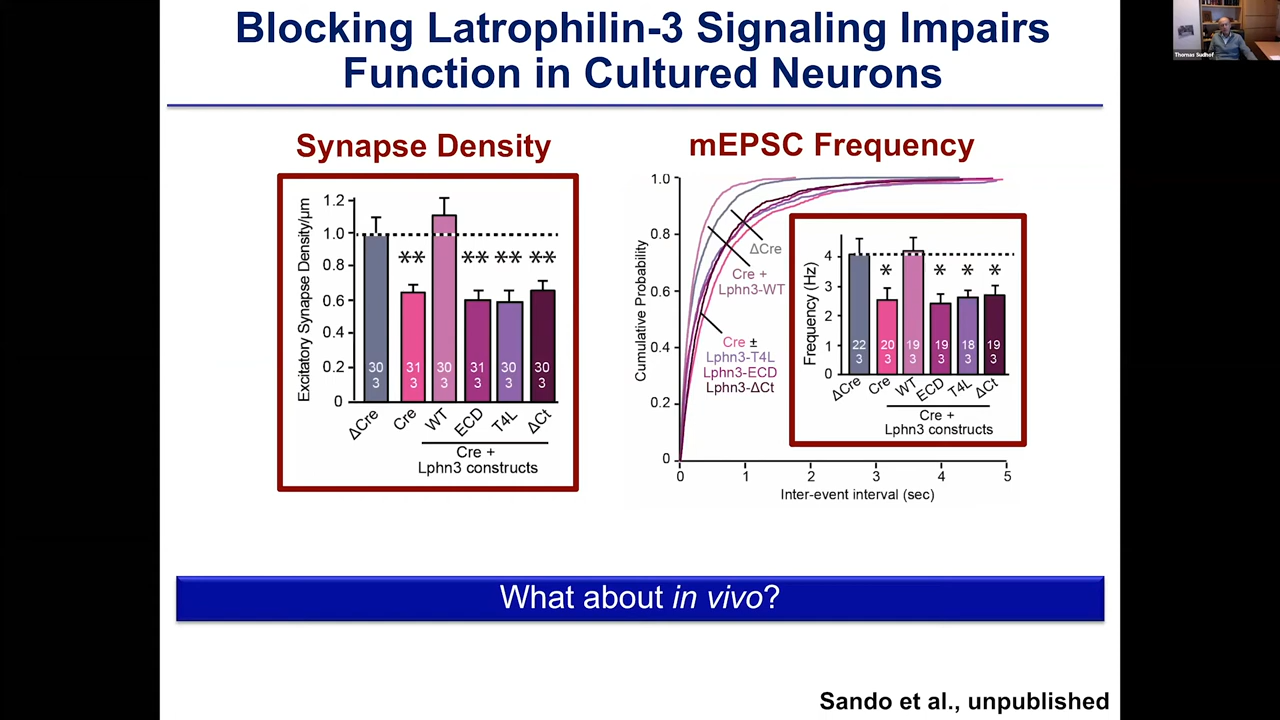 Blocking Latrophilin-3 Signaling Impairs
Function in Cultured Neurons
Thomas Sudhof
Synapse Density
Excitatory Synapse Density/µm
1.2
1.0
0.8
0.6
0.4
0.2
0
** ** ** **
30 31 30 31 30 30
3 3 3 3 3 3
ΔCre Cre WT ECD T4L ΔCt
Cre +
Lphn3 constructs
mEPSC Frequency
Cumulative Probability
1.0
0.8
0.6
0.4
0.2
0
0 1 2 3 4 5
Inter-event interval (sec)
ΔCre
Cre +
Lphn3-WT
Cre ±
Lphn3-T4L
Lphn3-ECD
Lphn3-ΔCt
Frequency (Hz)
4
3
2
1
0
* * * *
22 20 19 19 18 19
3 3 3 3 3 3
ΔCre Cre WT ECD T4L ΔCt
Cre +
Lphn3 constructs
What about in vivo?
Sando et al., unpublished